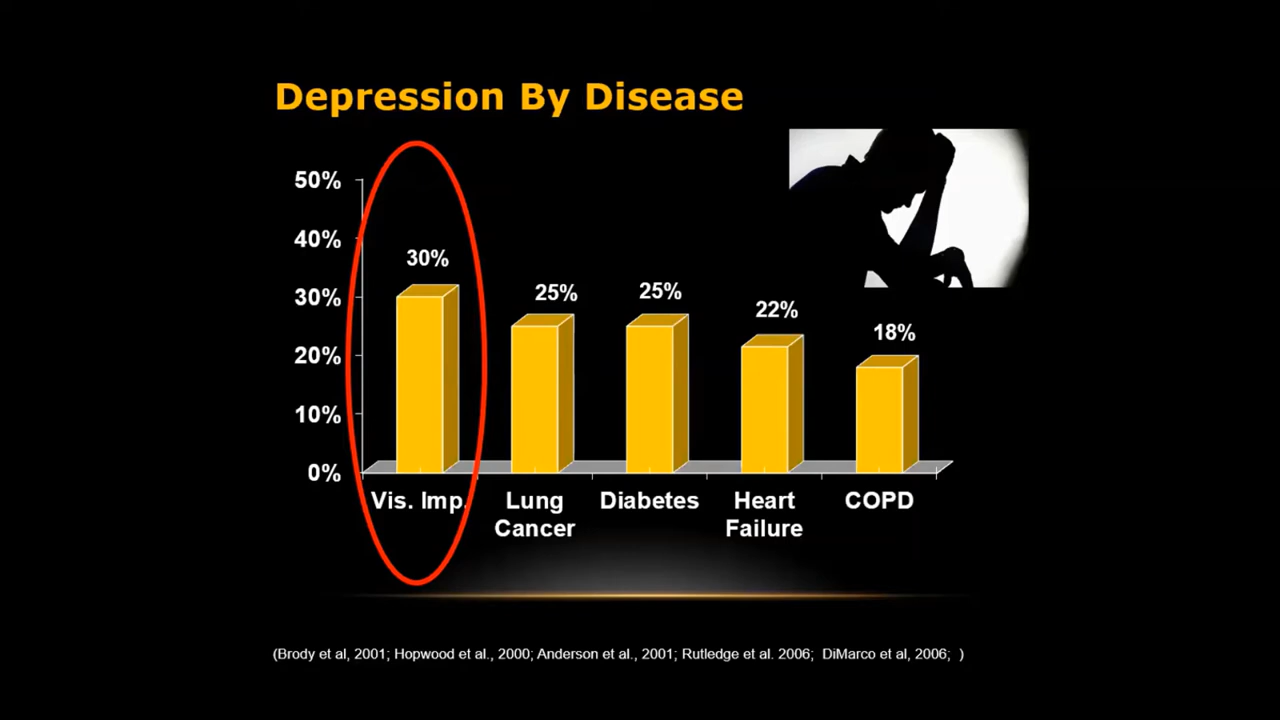 Depression By Disease
50%
40%
30%
20%
10%
0%
30%
25%
25%
22%
18%
Vis. Imp.
Lung
Cancer
Diabetes
Heart
Failure
COPD
(Brody et al, 2001; Hopwood et al., 2000; Anderson et al., 2001; Rutledge et al. 2006;  DiMarco et al, 2006;  )